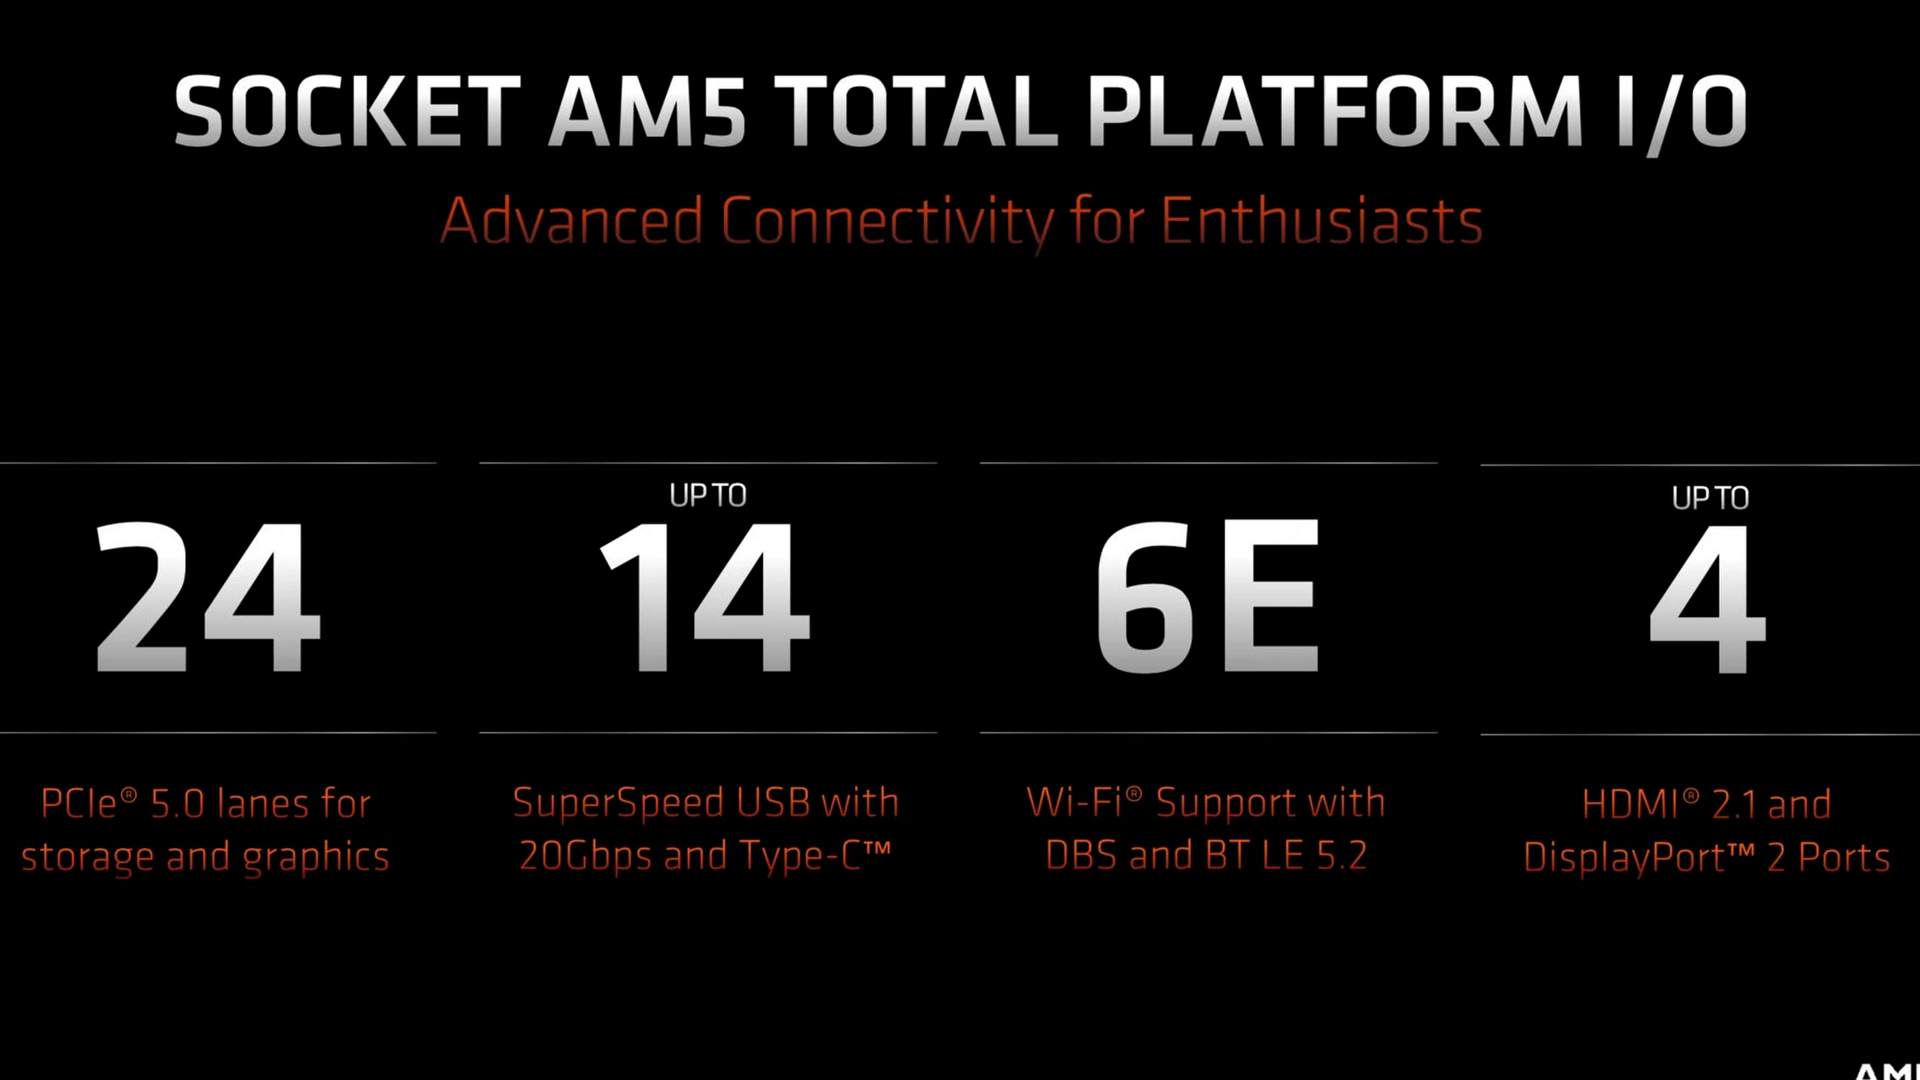 SOCKET AM5 TOTAL PLATFORM I/O
Advanced Connectivity for Enthusiasts
24
PCIe® 5.0 lanes for
storage and graphics
UP TO
14
SuperSpeed USB with
20Gbps and Type-C™
6E
Wi-Fi® Support with
DBS and BT LE 5.2
UP TO
4
HDMI® 2.1 and
DisplayPort™ 2 Ports